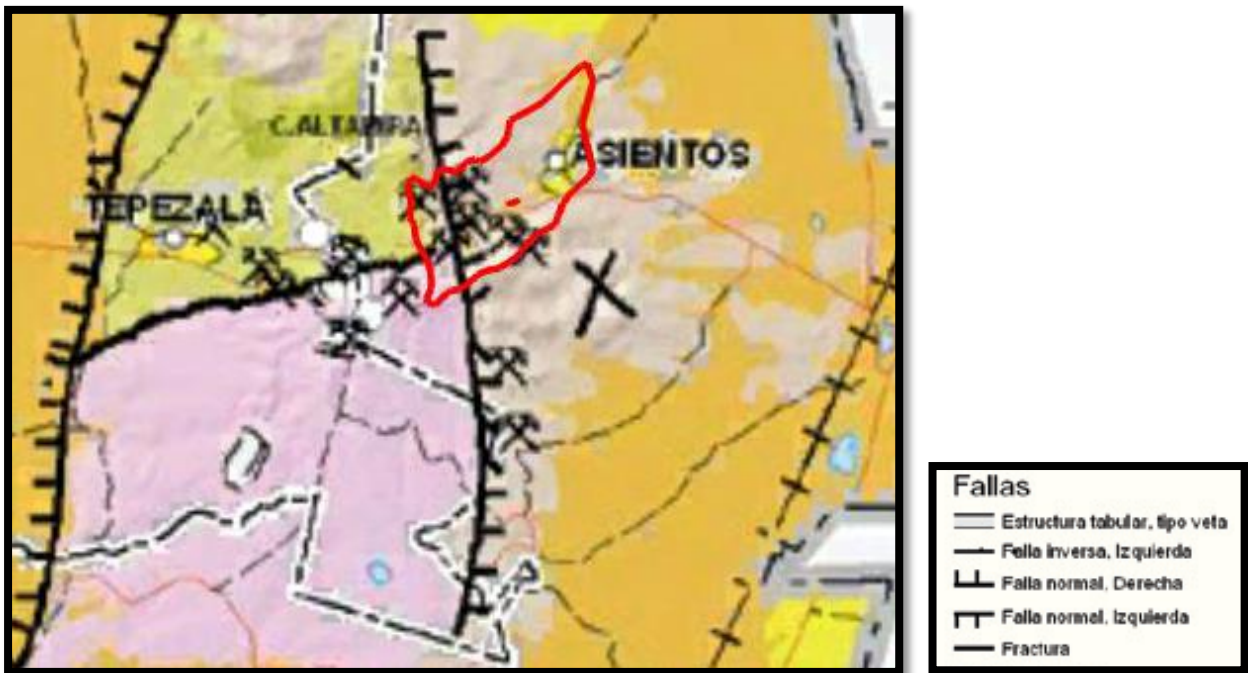 C.ALTAMIRA
ASIENTOS
TEPEZALA
Fallas
Estructura tabular, tipo veta
Falla inversa, Izquierda
Falla normal, Derecha
Falla normal, Izquierda
Fractura